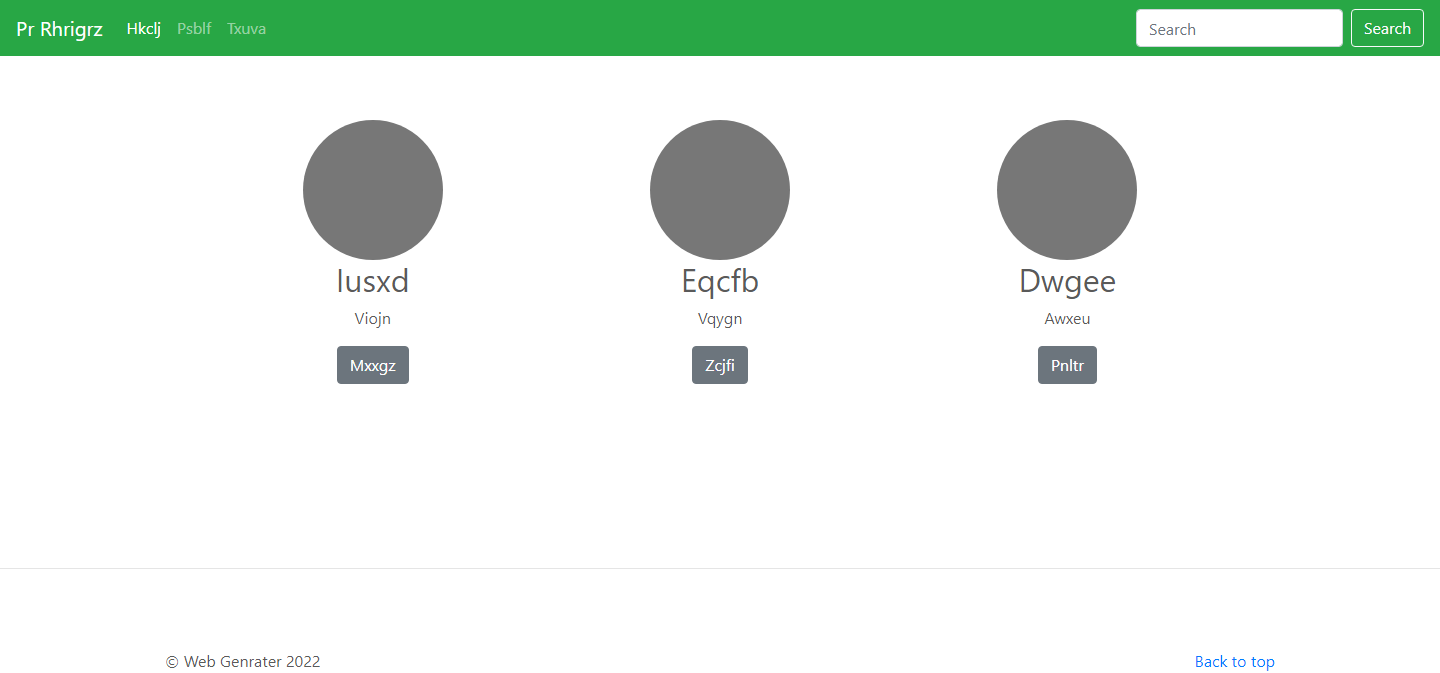 Pr Rhrigrz Hkclj Psblf Txuva Search Search
Iusxd Eqcfb Dwgee
Viojn Vqygn Awxeu
Mxxgz Zcjfi Pnltr
© Web Genrater 2022 Back to top